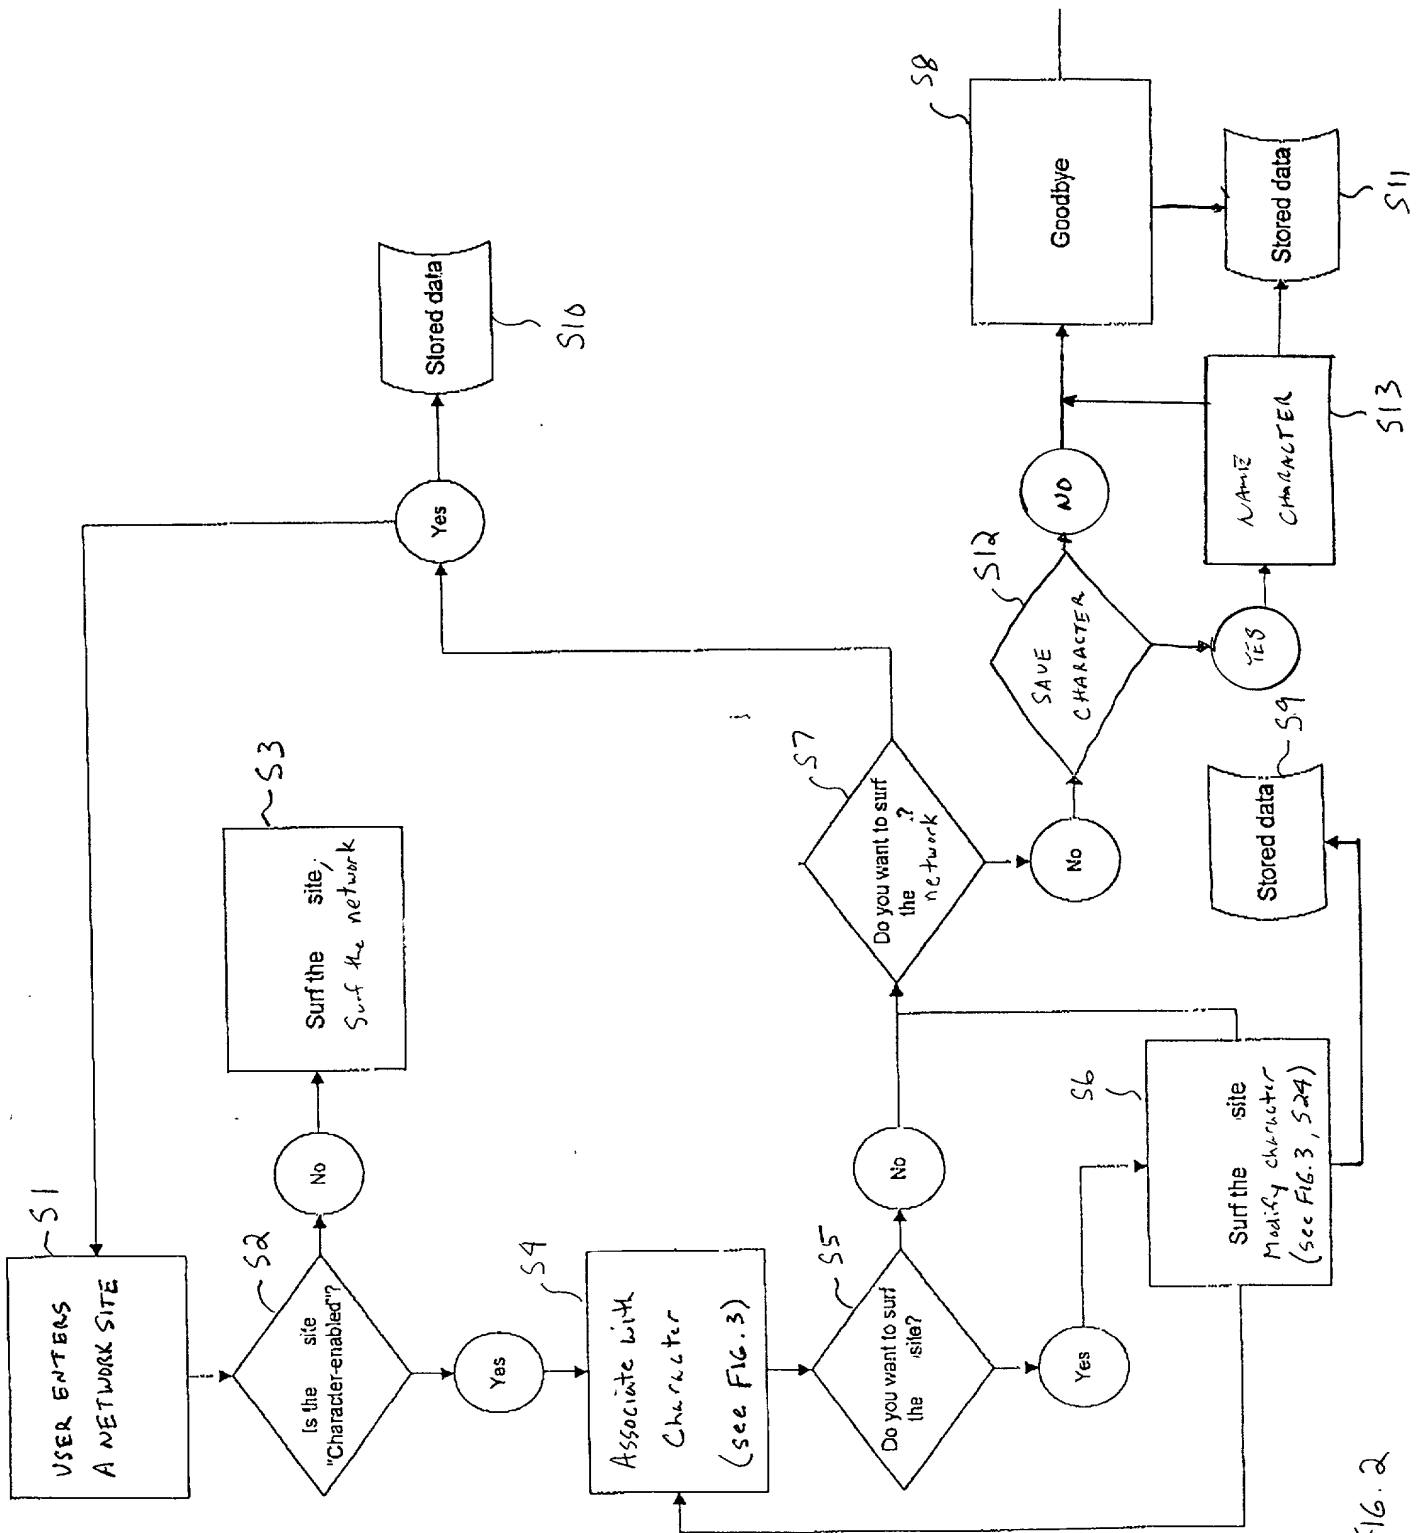 S1
USER ENTERS
A NETWORK SITE
S2
Is the site
"Character-enabled"?
No
S3
Surf the site,
Surf the network
Yes
S4
Associate with
Character
(see FIG. 3)
S5
Do you want to surf
the site?
No
Yes
S6
Surf the site
Modify character
(see FIG. 3, S24)
S7
Do you want to surf
the .?
network
Yes
Stored data
S10
No
Stored data
S9
S12
SAVE
CHARACTER
NO
YES
NAME
CHARACTER
S13
S8
Goodbye
Stored data
S11
FIG. 2